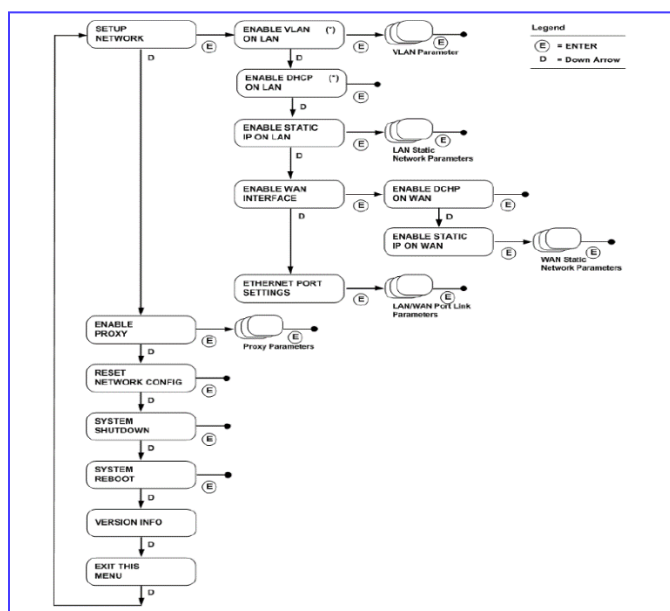 SETUP
NETWORK
E
ENABLE VLAN (*)
ON LAN
E
E
VLAN Parameter
Legend
E = ENTER
D = Down Arrow
D
D
ENABLE DHCP (*)
ON LAN
E
D
ENABLE STATIC
IP ON LAN
E
E
LAN Static
Network Parameters
D
ENABLE WAN
INTERFACE
E
ENABLE DCHP
ON WAN
E
D
D
ENABLE STATIC
IP ON WAN
E
E
WAN Static
Network Parameters
ETHERNET PORT
SETTINGS
E
E
LAN/WAN Port Link
Parameters
ENABLE
PROXY
E
E
Proxy Parameters
D
RESET
NETWORK CONFIG
E
D
SYSTEM
SHUTDOWN
E
D
SYSTEM
REBOOT
E
D
VERSION INFO
D
EXIT THIS
MENU
D